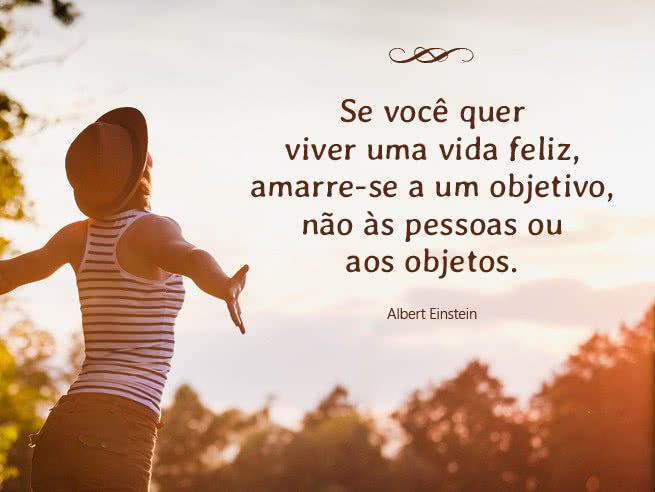 Se você quer
viver uma vida feliz,
amarre-se a um objetivo,
não às pessoas ou
aos objetos.
Albert Einstein